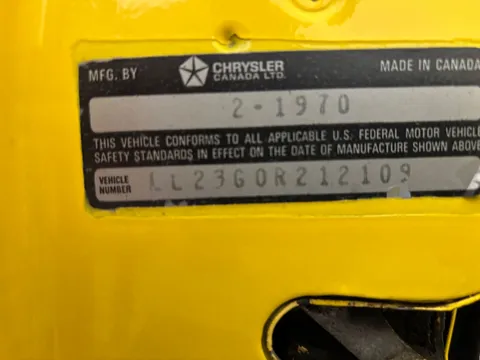 MFG. BY CHRYSLER CANADA LTD. MADE IN CANADA
2-1970
THIS VEHICLE CONFORMS TO ALL APPLICABLE U.S. FEDERAL MOTOR VEHICLE
SAFETY STANDARDS IN EFFECT ON THE DATE OF MANUFACTURE SHOWN ABOVE
VEHICLE NUMBER LL23G0R212109